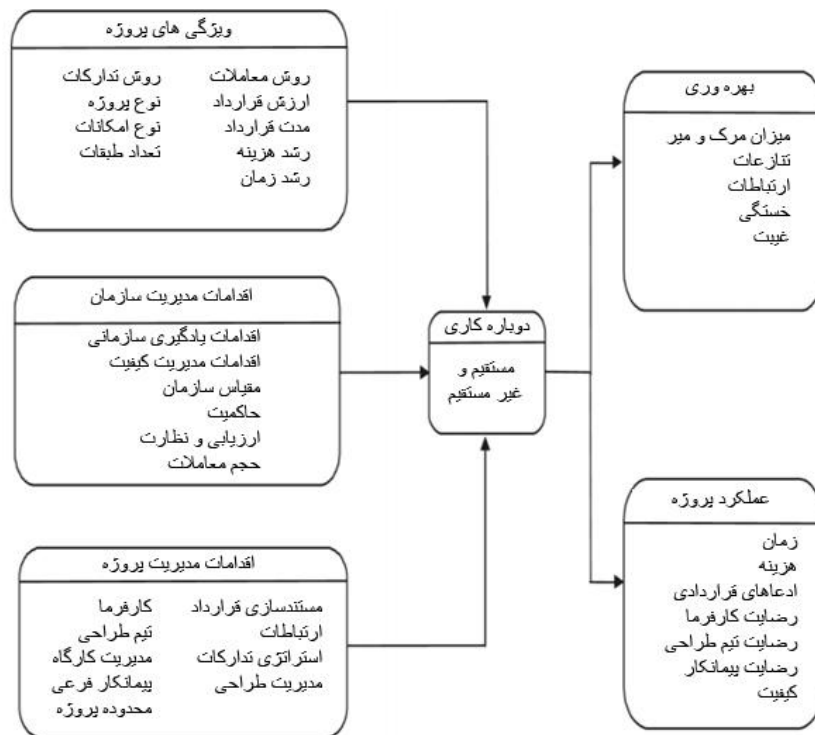 ویژگی های پروژه
روش معاملات روش تدارکات
ارزش قرارداد نوع پروژه
مدت قرارداد نوع امکانات
رشد هزینه تعداد طبقات
رشد زمان
بهره وری
میزان مرک و میر
تنازعات
ارتباطات
خستگی
غیبت
اقدامات مدیریت سازمان
اقدامات یادگیری سازمانی
اقدامات مدیریت کیفیت
مقیاس سازمان
حاکمیت
ارزیابی و نظارت
حجم معاملات
دوباره کاری
مستقیم و
غیر مستقیم
عملکرد پروژه
زمان
هزینه
ادعاهای قراردادی
رضایت کارفرما
رضایت تیم طراحی
رضایت پیمانکار
کیفیت
اقدامات مدیریت پروژه
مستندسازی قرارداد کارفرما
ارتباطات تیم طراحی
استراتژی تدارکات مدیریت کارگاه
مدیریت طراحی پیمانکار فرعی
محدوده پروژه